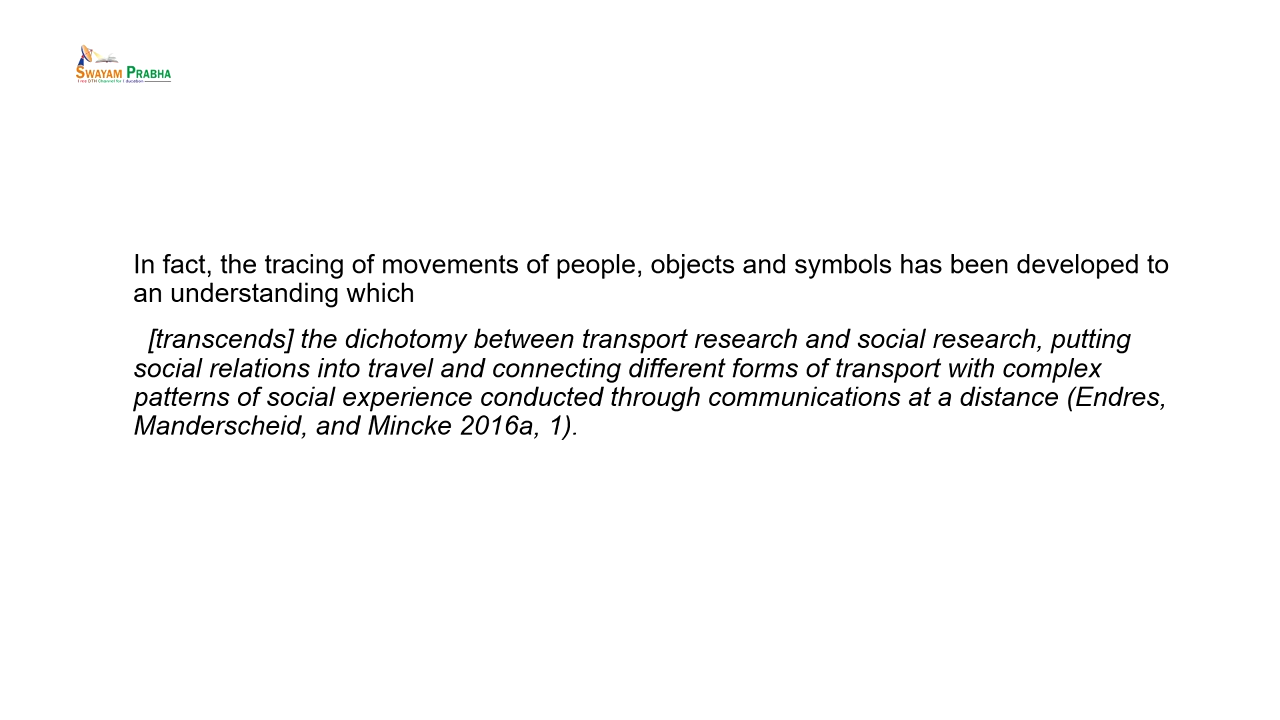 SWAYAM PRABHA
In fact, the tracing of movements of people, objects and symbols has been developed to
an understanding which
[transcends] the dichotomy between transport research and social research, putting
social relations into travel and connecting different forms of transport with complex
patterns of social experience conducted through communications at a distance (Endres,
Manderscheid, and Mincke 2016a, 1).